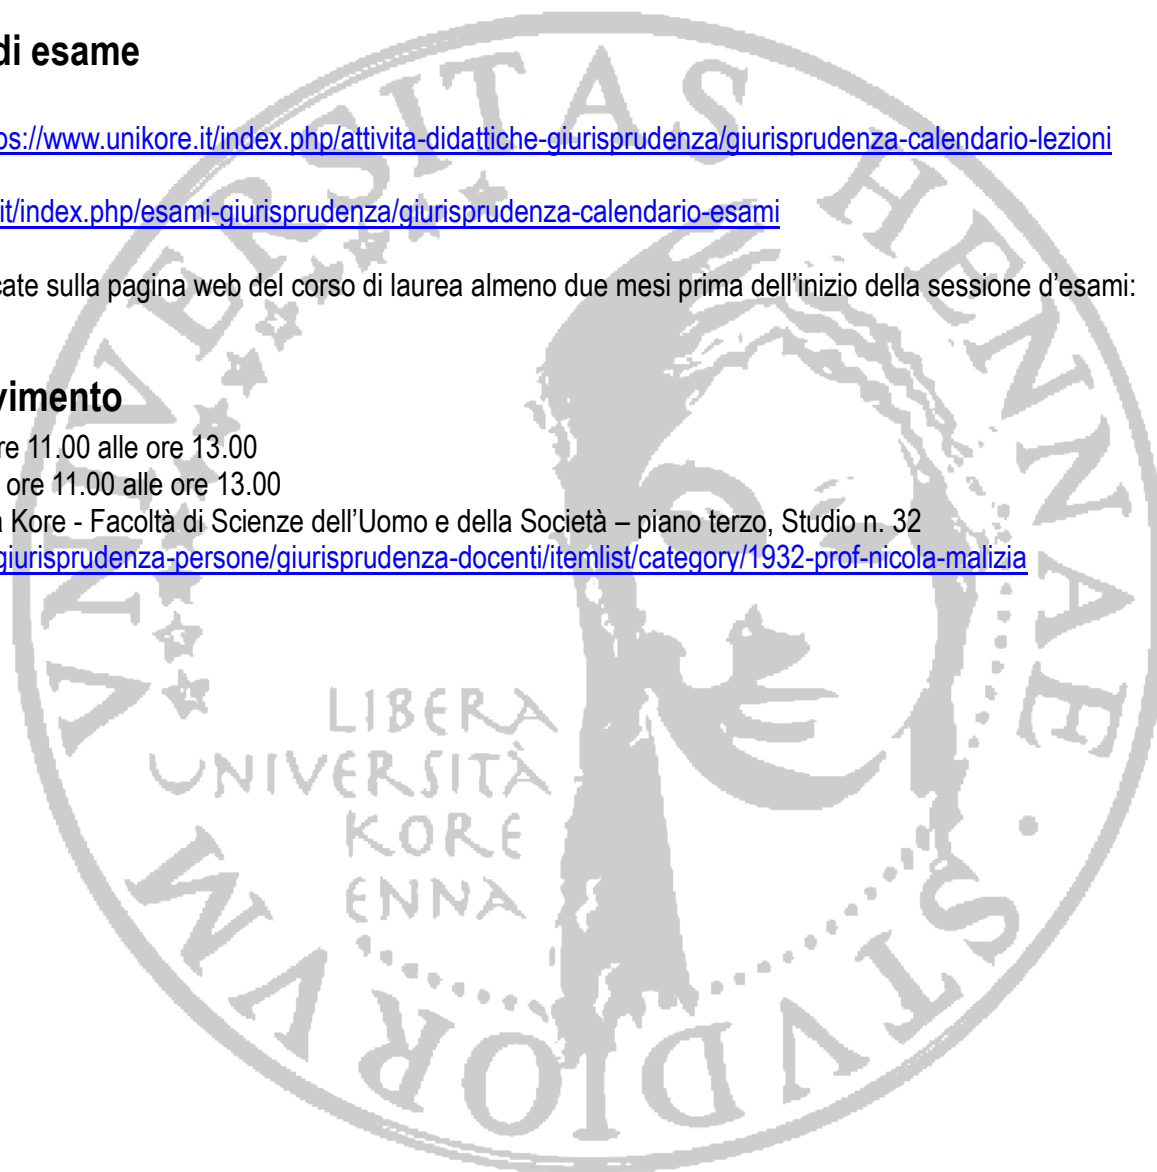 di esame
ps://www.unikore.it/index.php/attivita-didattiche-giurisprudenza/giurisprudenza-calendario-lezioni
it/index.php/esami-giurisprudenza/giurisprudenza-calendario-esami
cate sulla pagina web del corso di laurea almeno due mesi prima dell’inizio della sessione d’esami:
vimento
re 11.00 alle ore 13.00
ore 11.00 alle ore 13.00
a Kore - Facoltà di Scienze dell’Uomo e della Società – piano terzo, Studio n. 32
giurisprudenza-persone/giurisprudenza-docenti/itemlist/category/1932-prof-nicola-malizia
VNIVERSITAS HENNAE · STVDIORVM
LIBERA
UNIVERSITÀ
KORE
ENNA